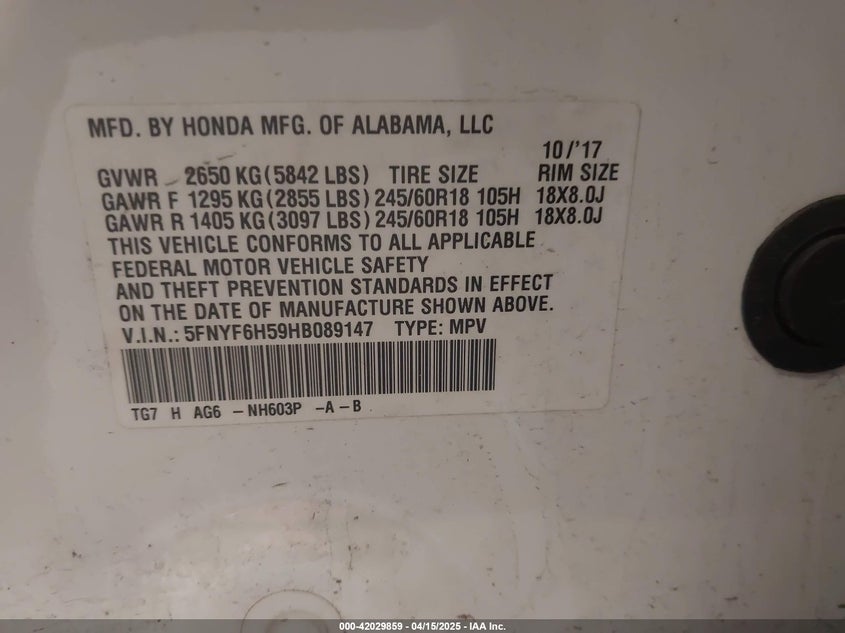 MFD. BY HONDA MFG. OF ALABAMA, LLC
10/'17
GVWR 2650 KG(5842 LBS) TIRE SIZE RIM SIZE
GAWR F 1295 KG(2855 LBS) 245/60R18 105H 18X8.0J
GAWR R 1405 KG(3097 LBS) 245/60R18 105H 18X8.0J
THIS VEHICLE CONFORMS TO ALL APPLICABLE
FEDERAL MOTOR VEHICLE SAFETY
AND THEFT PREVENTION STANDARDS IN EFFECT
ON THE DATE OF MANUFACTURE SHOWN ABOVE.
V.I.N.: 5FNYF6H59HB089147 TYPE: MPV
TG7 H AG6 -NH603P -A-B
000-42029859 - 04/15/2025 - IAA Inc.